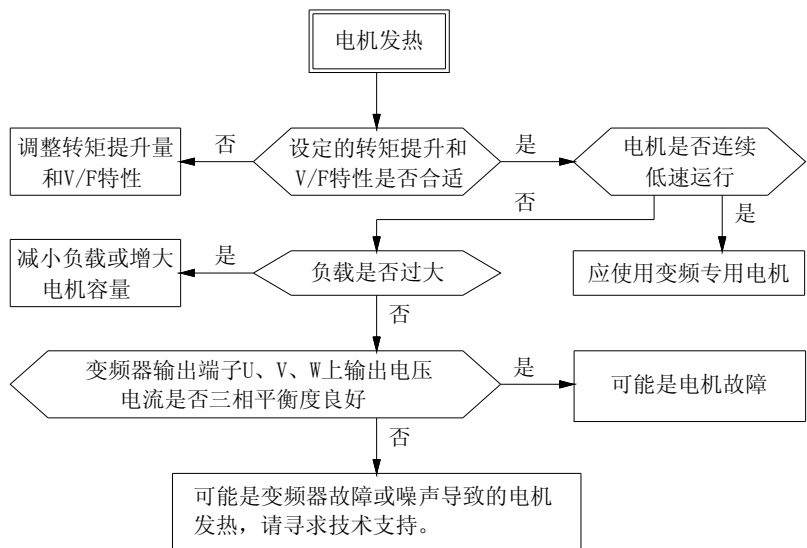 电机发热
调整转矩提升量
和V/F特性
否
设定的转矩提升和
V/F特性是否合适
是
电机是否连续
低速运行
否
是
减小负载或增大
电机容量
是
负载是否过大
应使用变频专用电机
否
变频器输出端子U、V、W上输出电压
电流是否三相平衡度良好
是
可能是电机故障
否
可能是变频器故障或噪声导致的电机
发热，请寻求技术支持。